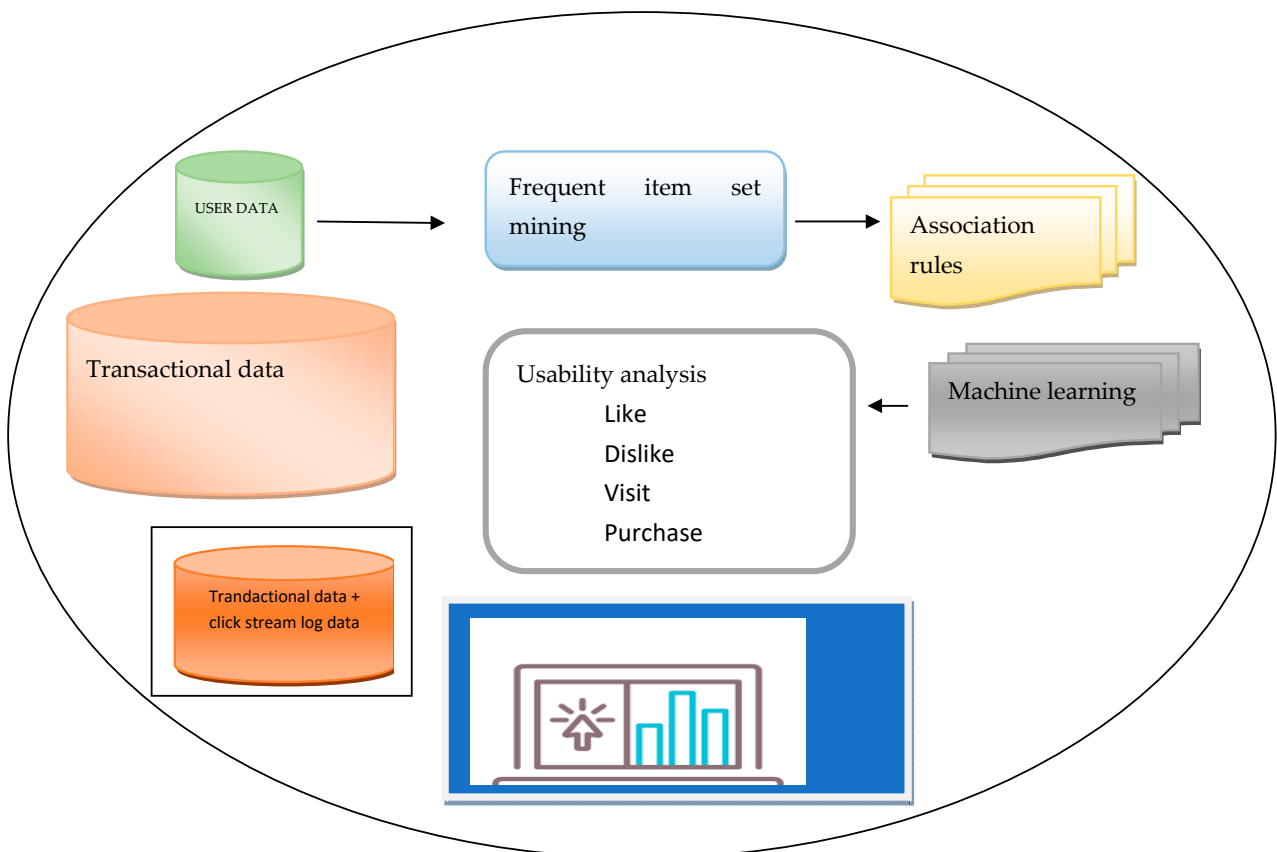 USER DATA
Frequent item set
mining
Association
rules
Transactional data
Usability analysis
Like
Dislike
Visit
Purchase
Machine learning
Trandactional data +
click stream log data